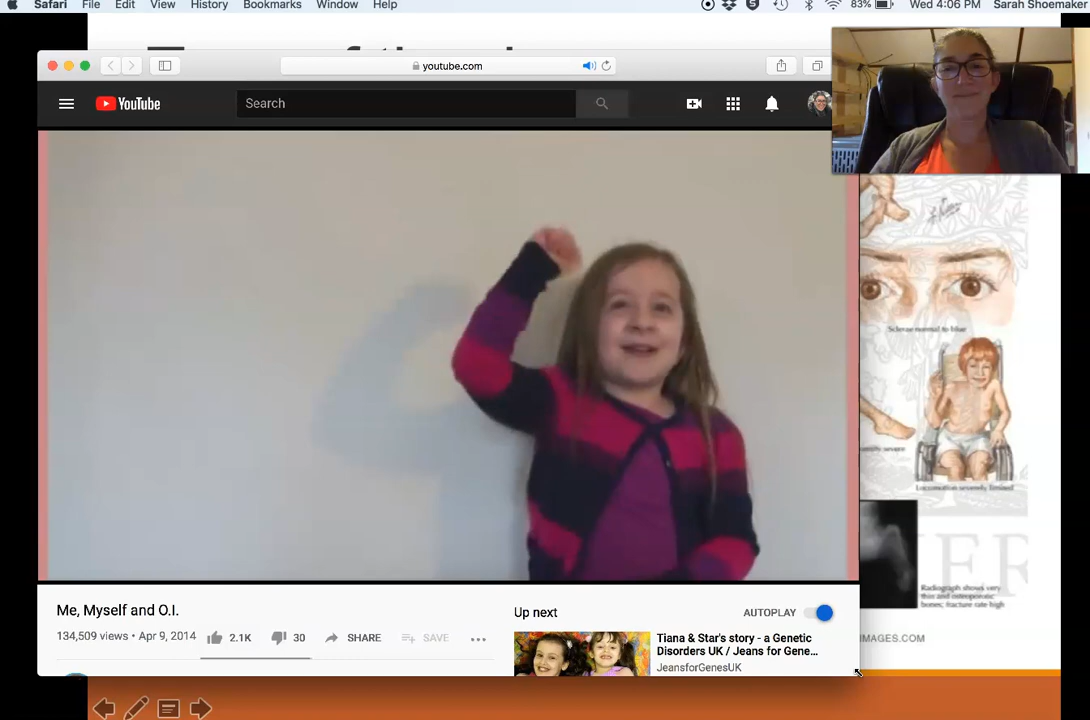 Safari File Edit View History Bookmarks Window Help 83% Wed 4:06 PM Sarah Shoemaker
youtube.com
YouTube Search
Sclerae normal to blue
Locomotion severely limited
Radiograph shows very
thin and osteoporotic
bones; fracture rate high
Me, Myself and O.I.
134,509 views • Apr 9, 2014 2.1K 30 SHARE SAVE
Up next AUTOPLAY
Tiana & Star's story - a Genetic
Disorders UK / Jeans for Gene...
JeansforGenesUK
IMAGES.COM